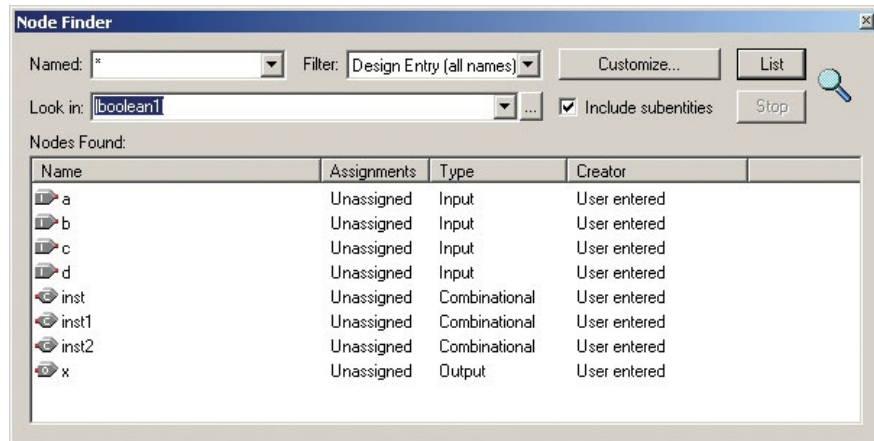 Node Finder
Named: * Filter: Design Entry (all names) Customize... List
Look in: |boolean1| ... Include subentities Stop
Nodes Found:
Name Assignments Type Creator
a Unassigned Input User entered
b Unassigned Input User entered
c Unassigned Input User entered
d Unassigned Input User entered
inst Unassigned Combinational User entered
inst1 Unassigned Combinational User entered
inst2 Unassigned Combinational User entered
x Unassigned Output User entered